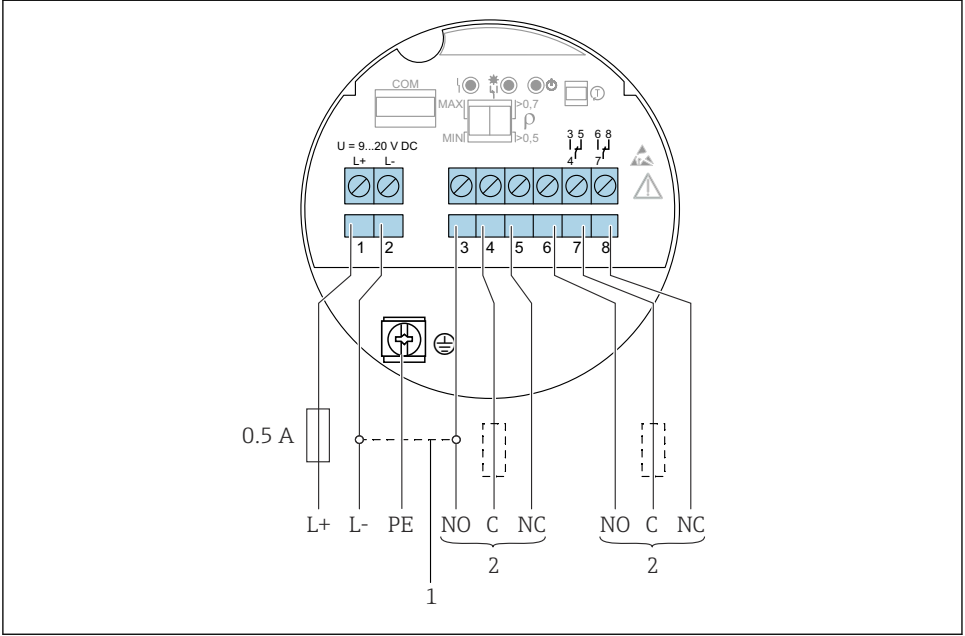 COM
MAX >0,7
ρ
MIN >0,5
T
3 5 6 8
4 7
U = 9...20 V DC
L+ L-
1 2 3 4 5 6 7 8
0.5 A
L+ L- PE NO C NC NO C NC
2 2
1